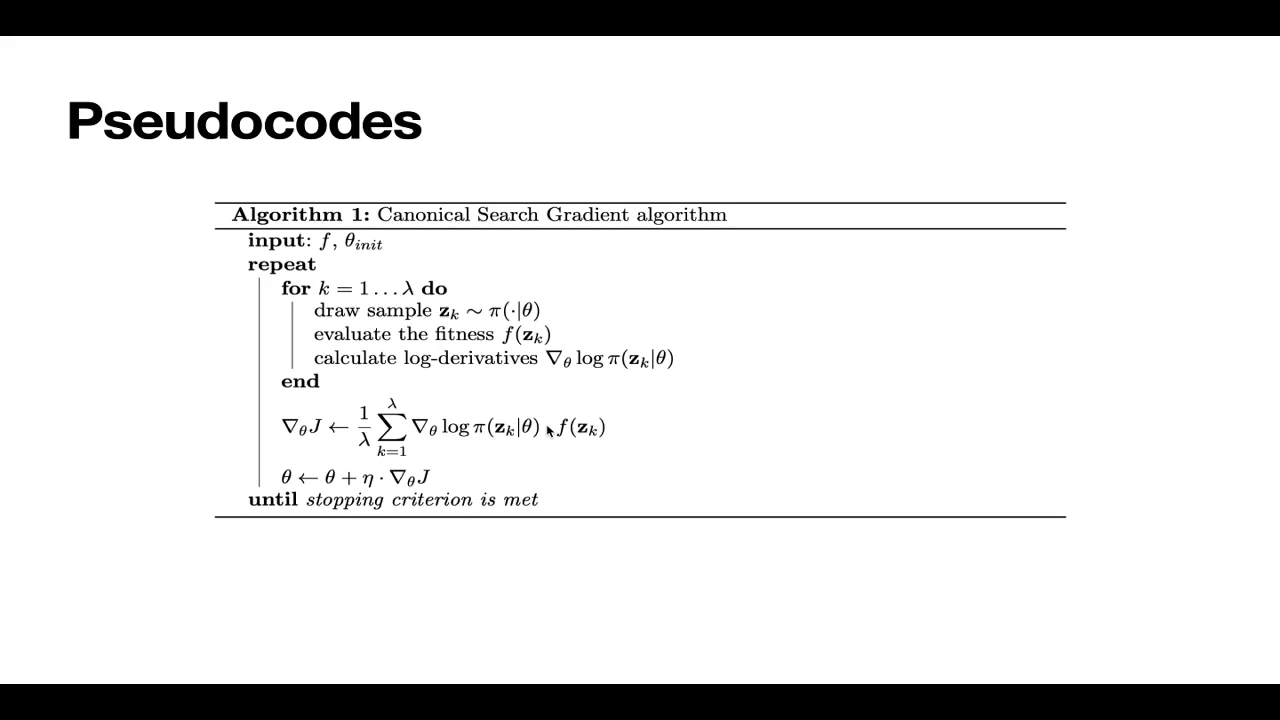 Pseudocodes
Algorithm 1: Canonical Search Gradient algorithm
input: f, θ_init
repeat
for k = 1 … λ do
draw sample z_k ∼ π(·|θ)
evaluate the fitness f(z_k)
calculate log-derivatives ∇_θ log π(z_k|θ)
end
∇_θ J ← 1/λ ∑_{k=1}^{λ} ∇_θ log π(z_k|θ) · f(z_k)
θ ← θ + η · ∇_θ J
until stopping criterion is met